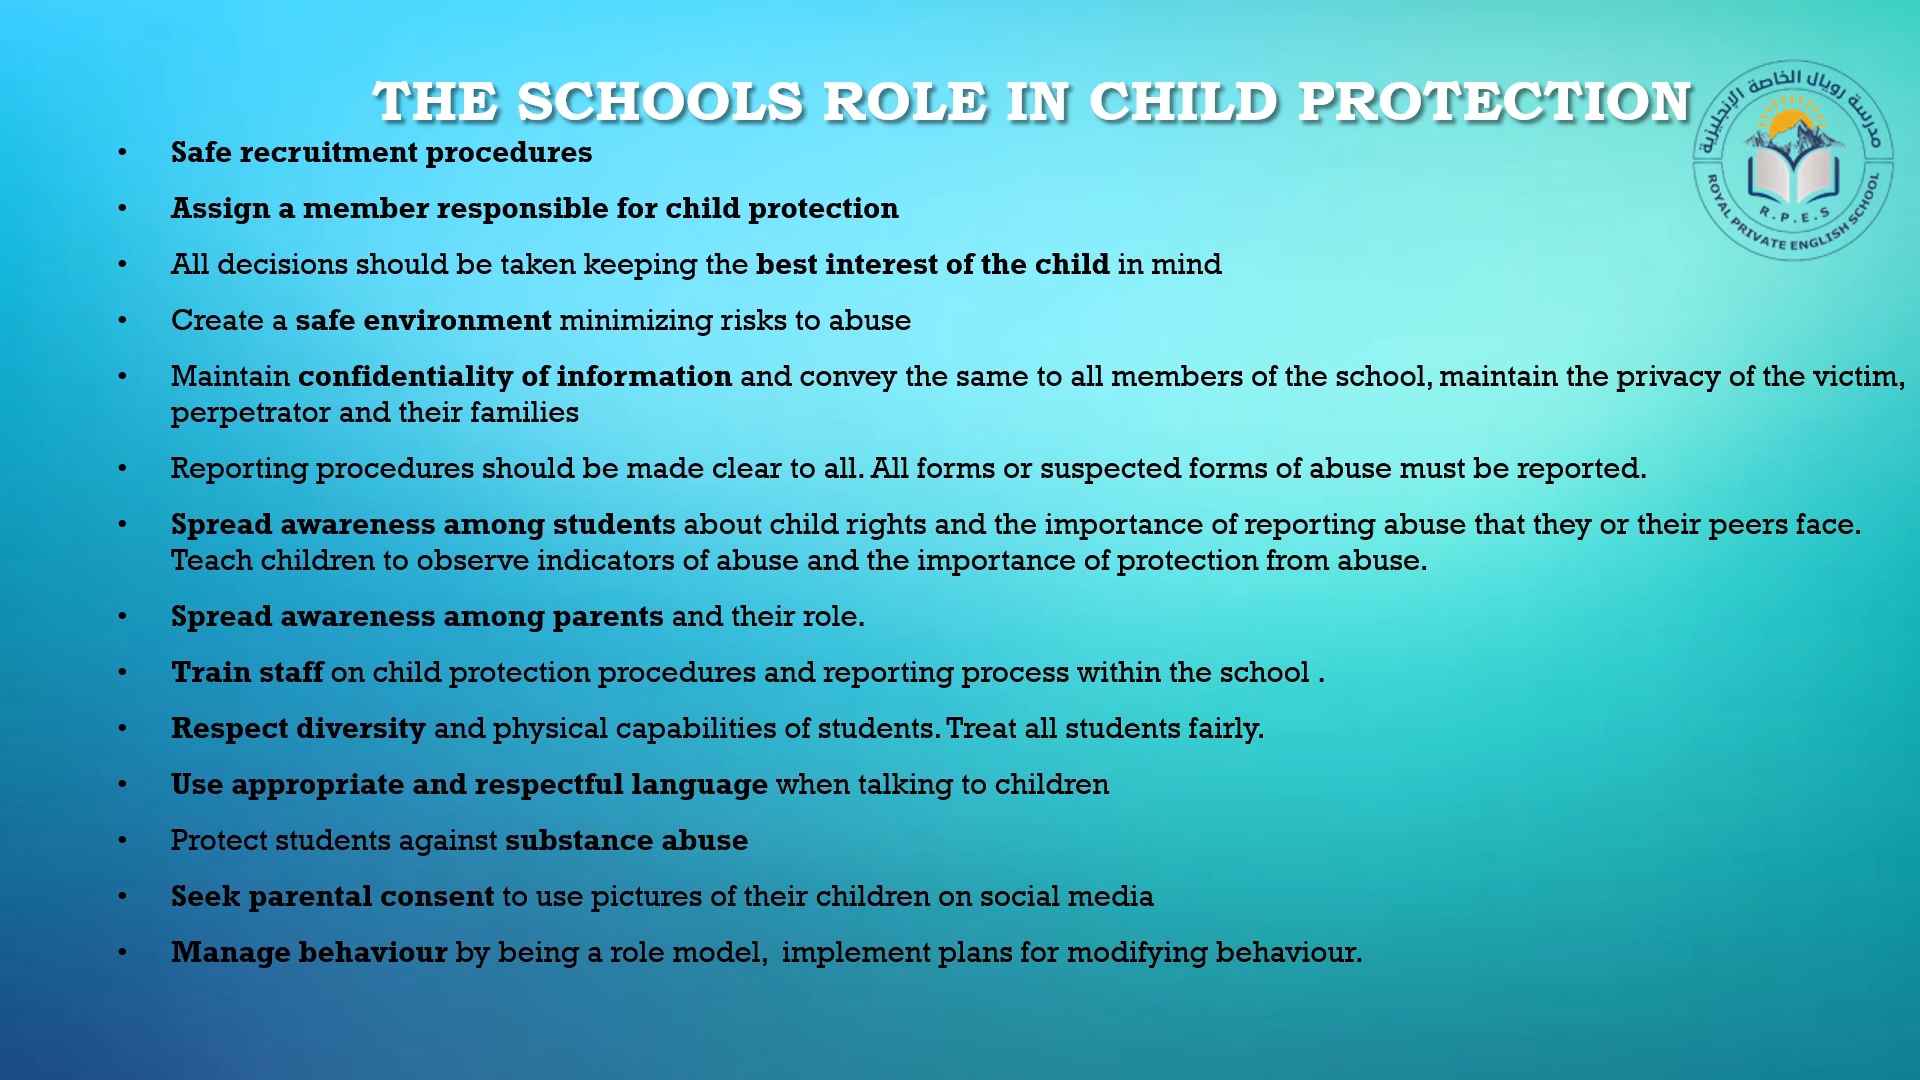 THE SCHOOLS ROLE IN CHILD PROTECTION
مدرسة رويال الخاصة الإنجليزية
R.P.E.S
ROYAL PRIVATE ENGLISH SCHOOL
• Safe recruitment procedures
• Assign a member responsible for child protection
• All decisions should be taken keeping the best interest of the child in mind
• Create a safe environment minimizing risks to abuse
• Maintain confidentiality of information and convey the same to all members of the school, maintain the privacy of the victim,
perpetrator and their families
• Reporting procedures should be made clear to all. All forms or suspected forms of abuse must be reported.
• Spread awareness among students about child rights and the importance of reporting abuse that they or their peers face.
Teach children to observe indicators of abuse and the importance of protection from abuse.
• Spread awareness among parents and their role.
• Train staff on child protection procedures and reporting process within the school .
• Respect diversity and physical capabilities of students. Treat all students fairly.
• Use appropriate and respectful language when talking to children
• Protect students against substance abuse
• Seek parental consent to use pictures of their children on social media
• Manage behaviour by being a role model,  implement plans for modifying behaviour.